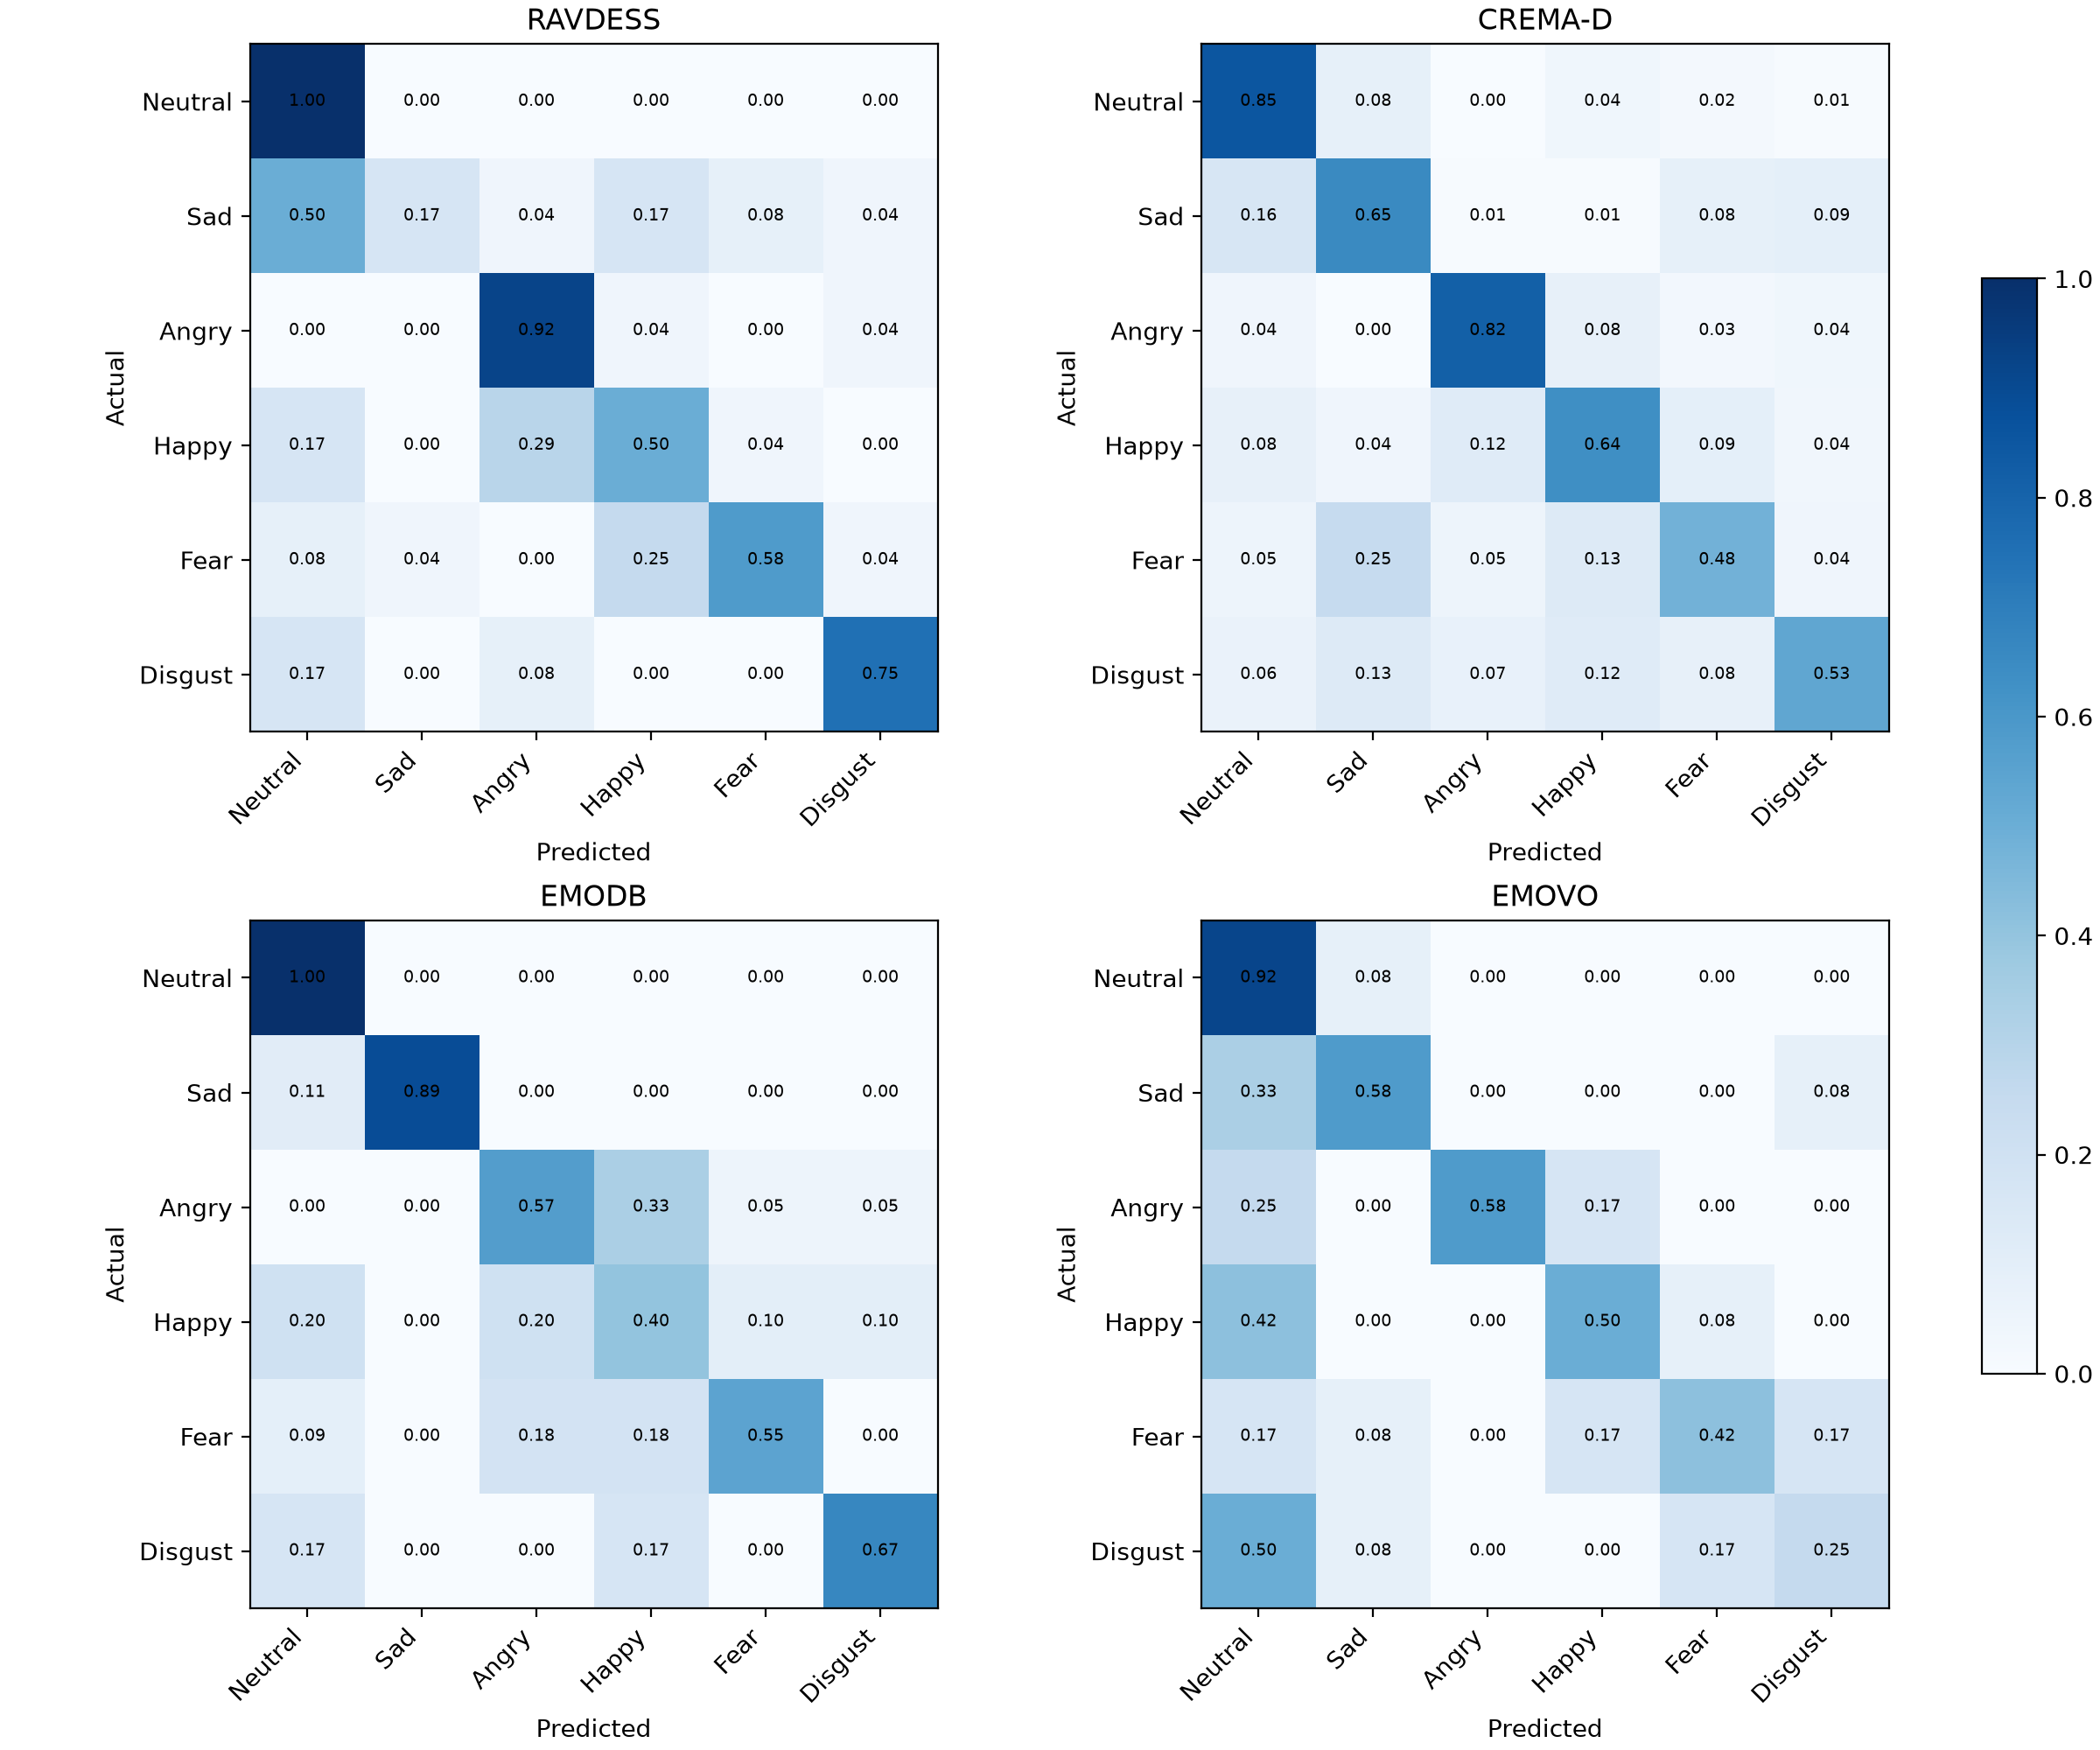 RAVDESS
Neutral 1.00 0.00 0.00 0.00 0.00 0.00
Sad 0.50 0.17 0.04 0.17 0.08 0.04
Angry 0.00 0.00 0.92 0.04 0.00 0.04
Happy 0.17 0.00 0.29 0.50 0.04 0.00
Fear 0.08 0.04 0.00 0.25 0.58 0.04
Disgust 0.17 0.00 0.08 0.00 0.00 0.75
Actual
Neutral Sad Angry Happy Fear Disgust
Predicted
CREMA-D
Neutral 0.85 0.08 0.00 0.04 0.02 0.01
Sad 0.16 0.65 0.01 0.01 0.08 0.09
Angry 0.04 0.00 0.82 0.08 0.03 0.04
Happy 0.08 0.04 0.12 0.64 0.09 0.04
Fear 0.05 0.25 0.05 0.13 0.48 0.04
Disgust 0.06 0.13 0.07 0.12 0.08 0.53
Actual
Neutral Sad Angry Happy Fear Disgust
Predicted
EMODB
Neutral 1.00 0.00 0.00 0.00 0.00 0.00
Sad 0.11 0.89 0.00 0.00 0.00 0.00
Angry 0.00 0.00 0.57 0.33 0.05 0.05
Happy 0.20 0.00 0.20 0.40 0.10 0.10
Fear 0.09 0.00 0.18 0.18 0.55 0.00
Disgust 0.17 0.00 0.00 0.17 0.00 0.67
Actual
Neutral Sad Angry Happy Fear Disgust
Predicted
EMOVO
Neutral 0.92 0.08 0.00 0.00 0.00 0.00
Sad 0.33 0.58 0.00 0.00 0.00 0.08
Angry 0.25 0.00 0.58 0.17 0.00 0.00
Happy 0.42 0.00 0.00 0.50 0.08 0.00
Fear 0.17 0.08 0.00 0.17 0.42 0.17
Disgust 0.50 0.08 0.00 0.00 0.17 0.25
Actual
Neutral Sad Angry Happy Fear Disgust
Predicted
1.0
0.8
0.6
0.4
0.2
0.0